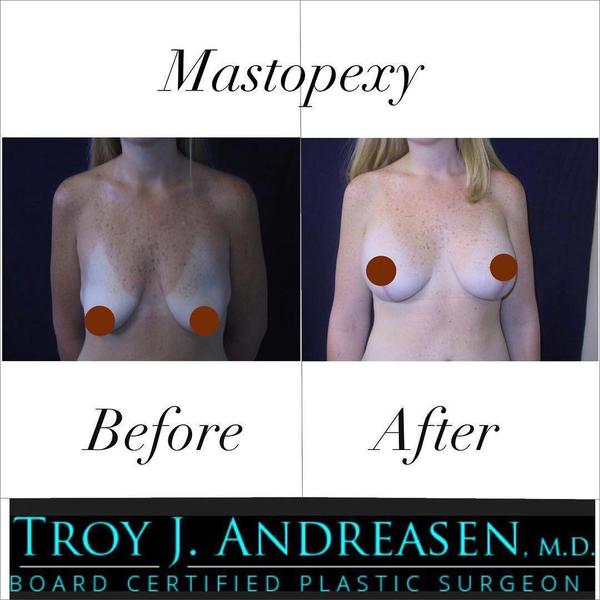 Mastopexy
Before
After
TROY J. ANDREASEN, M.D.
BOARD CERTIFIED PLASTIC SURGEON